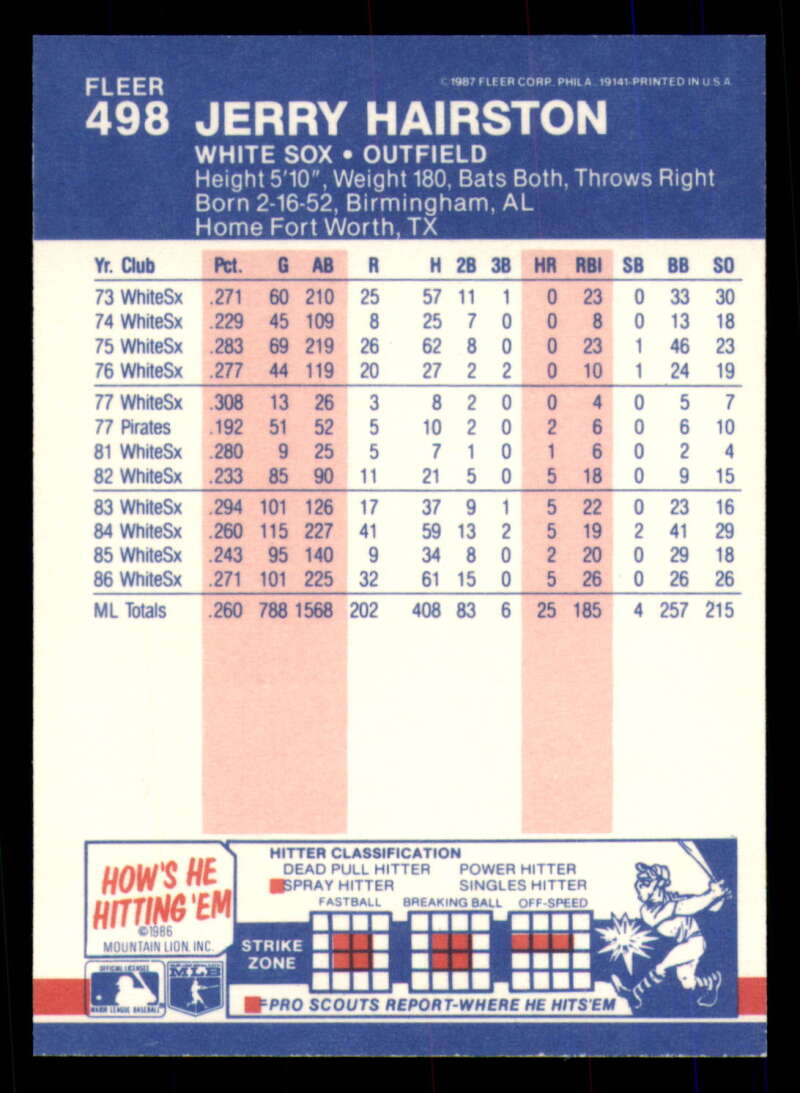 FLEER
©1987 FLEER CORP. PHILA. 19141-PRINTED IN U.S.A.
498 JERRY HAIRSTON
WHITE SOX • OUTFIELD
Height 5'10", Weight 180, Bats Both, Throws Right
Born 2-16-52, Birmingham, AL
Home Fort Worth, TX
Yr. Club Pct. G AB R H 2B 3B HR RBI SB BB SO
73 WhiteSx .271 60 210 25 57 11 1 0 23 0 33 30
74 WhiteSx .229 45 109 8 25 7 0 0 8 0 13 18
75 WhiteSx .283 69 219 26 62 8 0 0 23 1 46 23
76 WhiteSx .277 44 119 20 27 2 2 0 10 1 24 19
77 WhiteSx .308 13 26 3 8 2 0 0 4 0 5 7
77 Pirates .192 51 52 5 10 2 0 2 6 0 6 10
81 WhiteSx .280 9 25 5 7 1 0 1 6 0 2 4
82 WhiteSx .233 85 90 11 21 5 0 5 18 0 9 15
83 WhiteSx .294 101 126 17 37 9 1 5 22 0 23 16
84 WhiteSx .260 115 227 41 59 13 2 5 19 2 41 29
85 WhiteSx .243 95 140 9 34 8 0 2 20 0 29 18
86 WhiteSx .271 101 225 32 61 15 0 5 26 0 26 26
ML Totals .260 788 1568 202 408 83 6 25 185 4 257 215
HOW'S HE
HITTING 'EM
©1986
MOUNTAIN LION, INC.
HITTER CLASSIFICATION
DEAD PULL HITTER POWER HITTER
SPRAY HITTER SINGLES HITTER
FASTBALL BREAKING BALL OFF-SPEED
STRIKE
ZONE
=PRO SCOUTS REPORT-WHERE HE HITS'EM
OFFICIAL LICENSEE
MAJOR LEAGUE BASEBALL
MLB